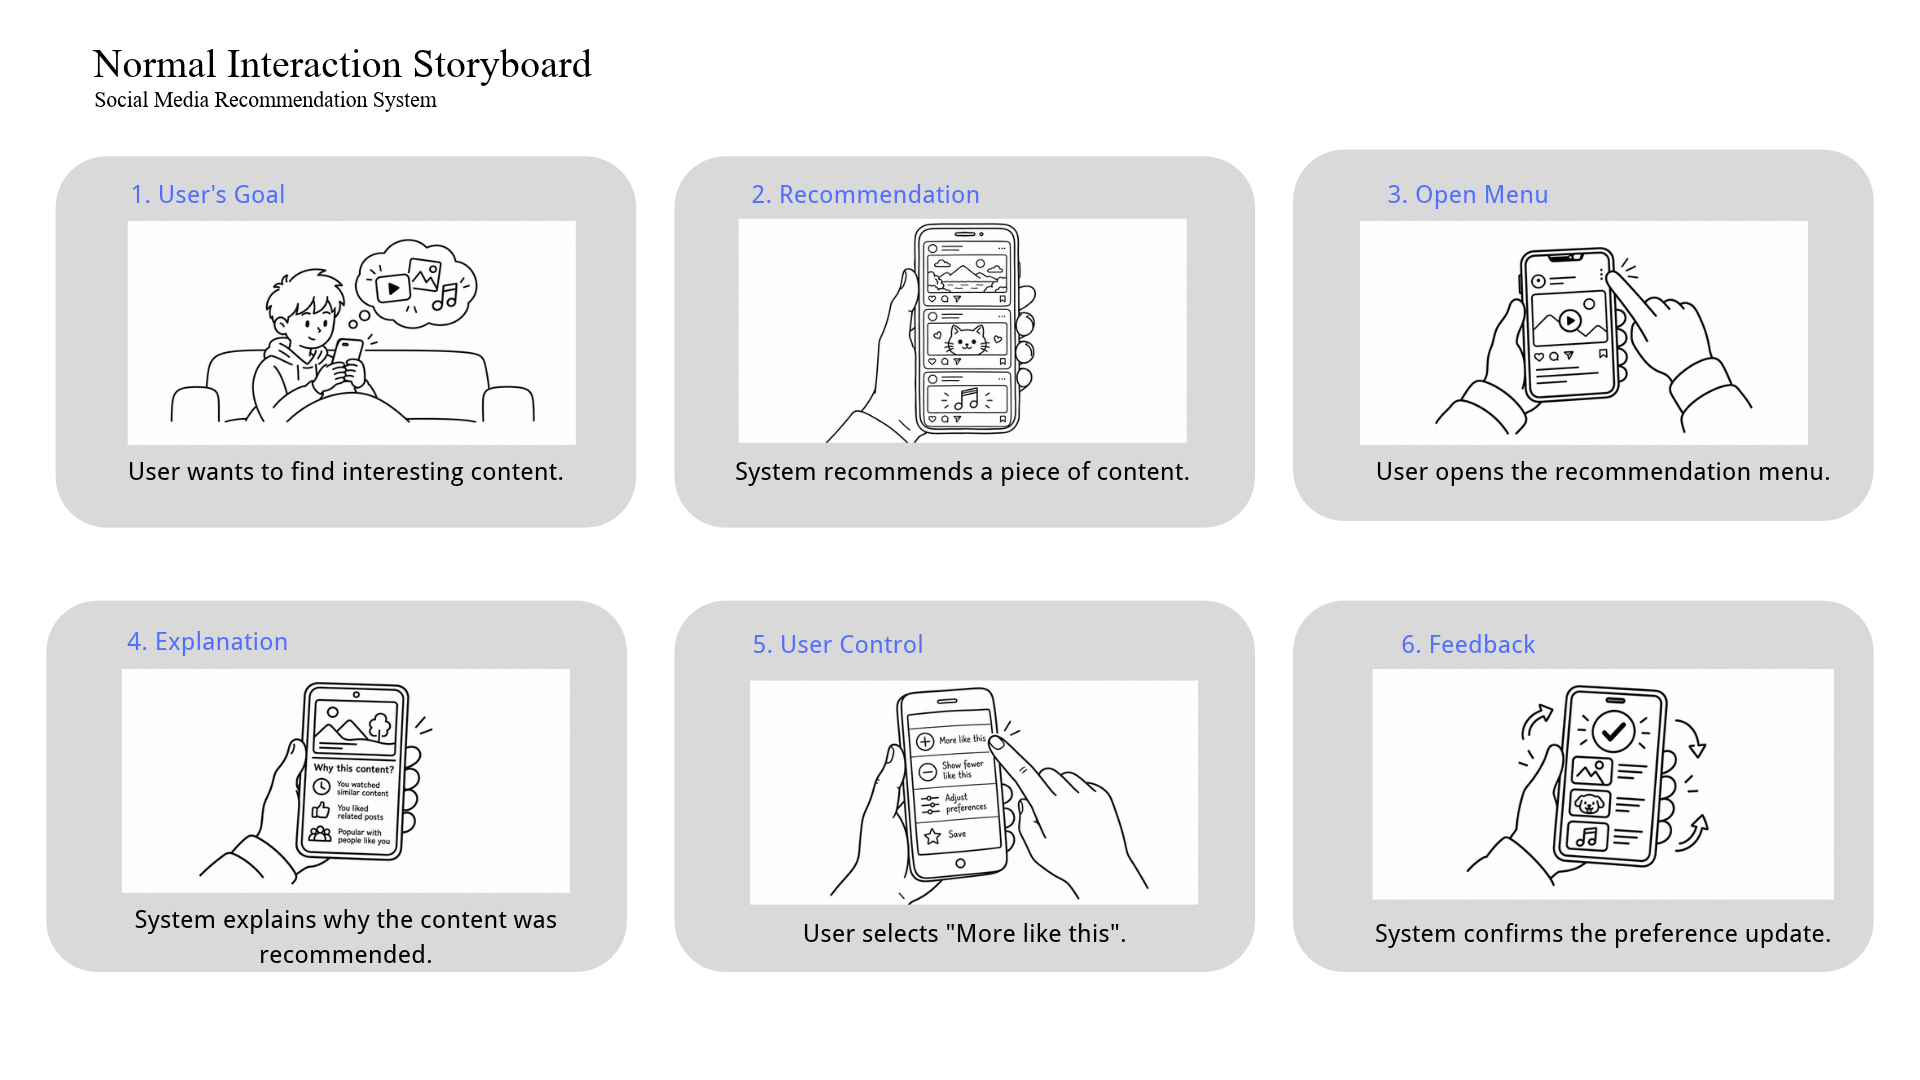 Normal Interaction Storyboard
Social Media Recommendation System
1. User's Goal
User wants to find interesting content.
2. Recommendation
System recommends a piece of content.
3. Open Menu
User opens the recommendation menu.
4. Explanation
Why this content?
You watched
similar content
You liked
related posts
Popular with
people like you
System explains why the content was
recommended.
5. User Control
More like this
Show fewer
like this
Adjust
preferences
Save
User selects "More like this".
6. Feedback
System confirms the preference update.